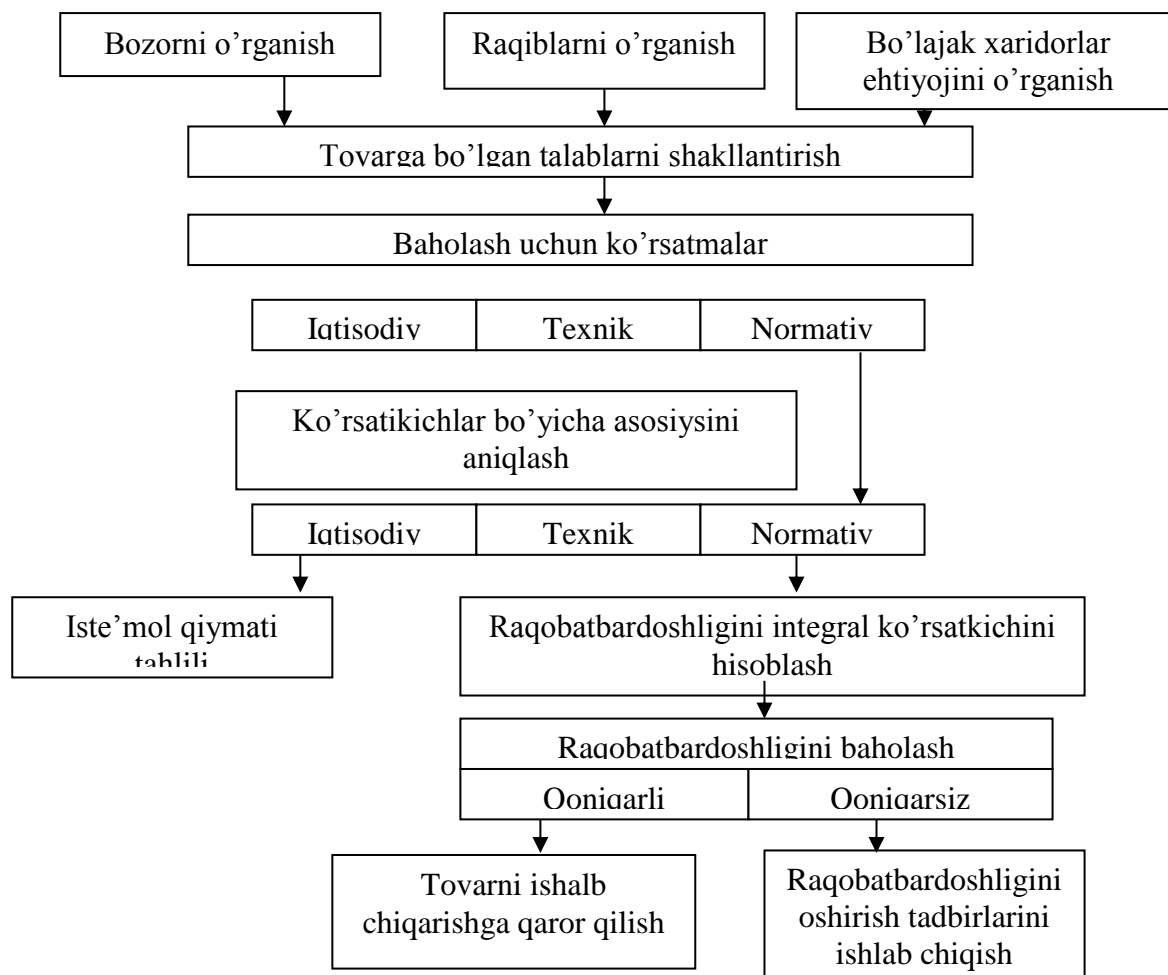 Bozorni o’rganish
Raqiblarni o’rganish
Bo’lajak xaridorlar
ehtiyojini o’rganish
Tovarga bo’lgan talablarni shakllantirish
Baholash uchun ko’rsatmalar
Iqtisodiy
Texnik
Normativ
Ko’rsatikichlar bo’yicha asosiysini
aniqlash
Iqtisodiy
Texnik
Normativ
Iste’mol qiymati
tahlili
Raqobatbardoshligini integral ko’rsatkichini
hisoblash
Raqobatbardoshligini baholash
Qoniqarli
Qoniqarsiz
Tovarni ishalb
chiqarishga qaror qilish
Raqobatbardoshligini
oshirish tadbirlarini
ishlab chiqish